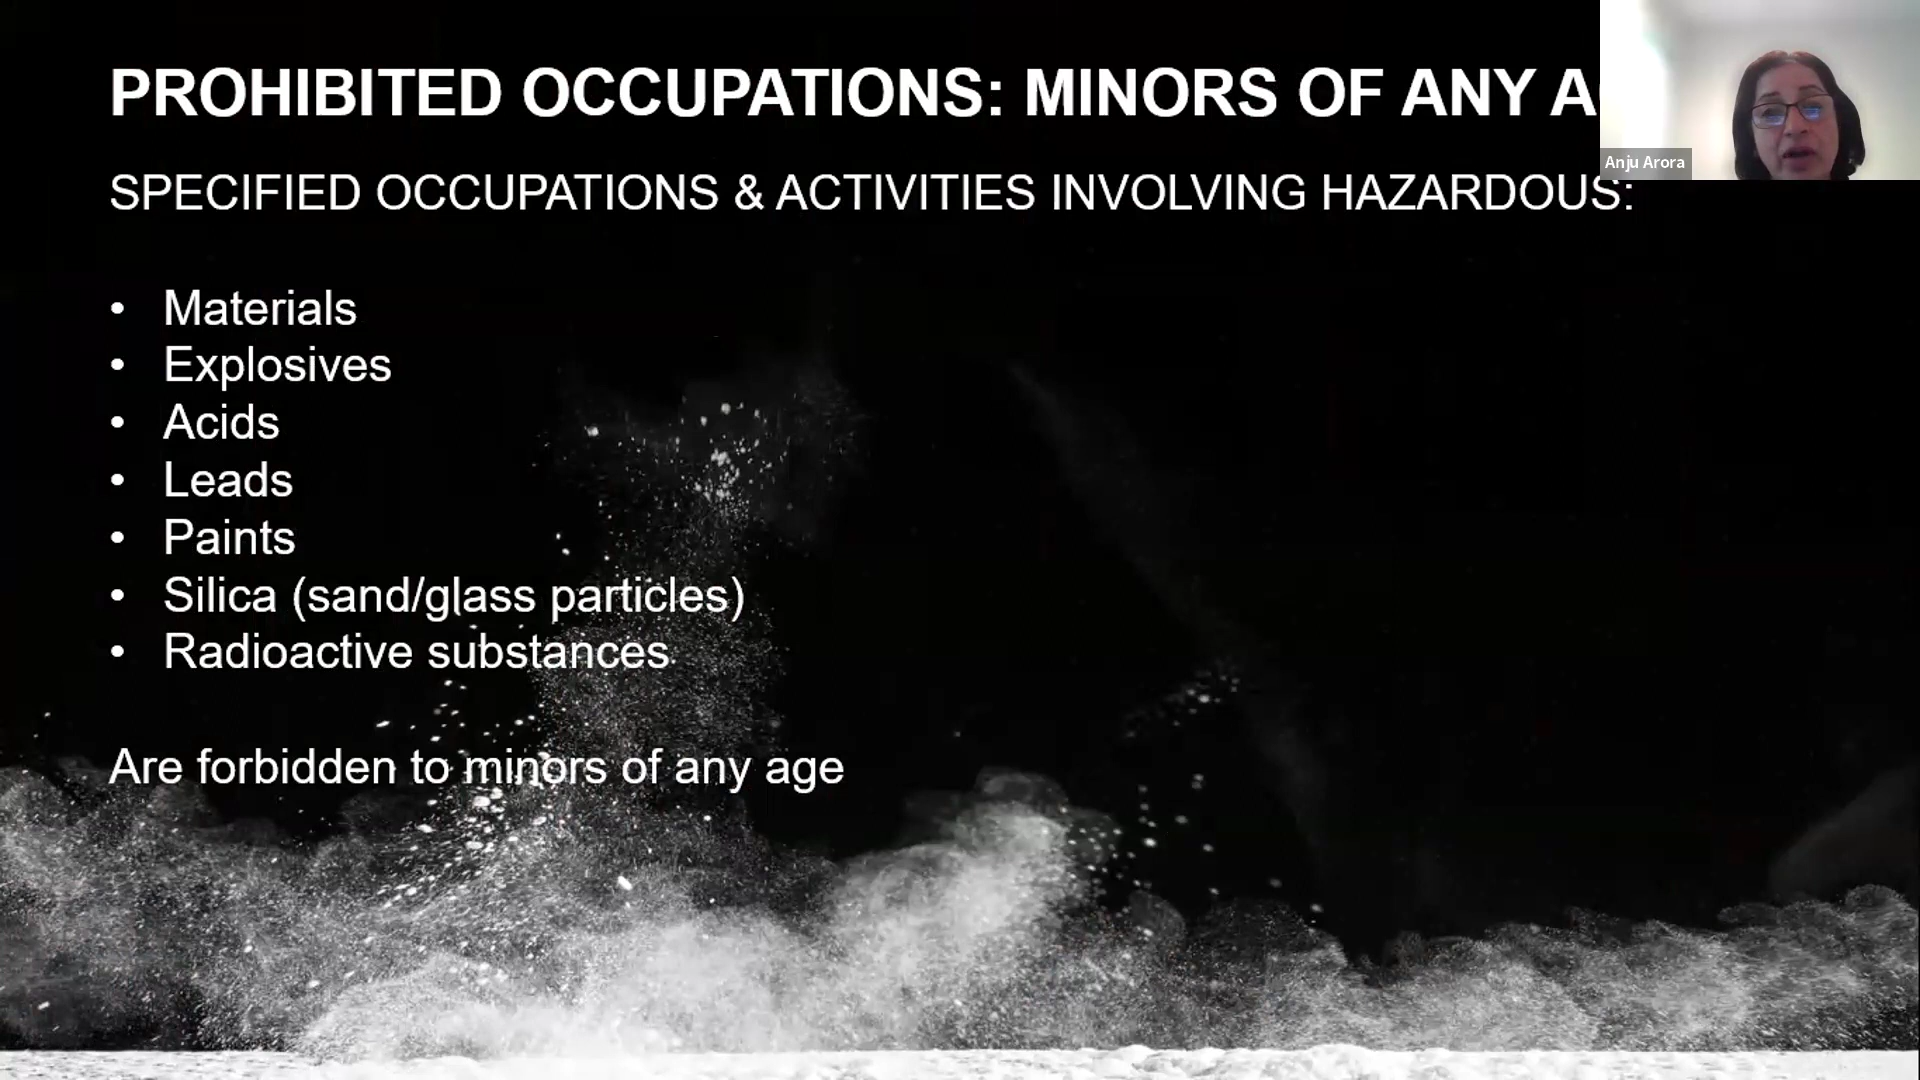 PROHIBITED OCCUPATIONS: MINORS OF ANY
Anju Arora
SPECIFIED OCCUPATIONS & ACTIVITIES INVOLVING HAZARDOUS:
• Materials
• Explosives
• Acids
• Leads
• Paints
• Silica (sand/glass particles)
• Radioactive substances
Are forbidden to minors of any age